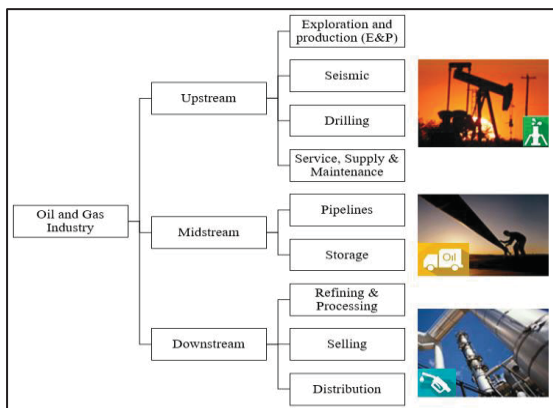 Exploration and
production (E&P)
Seismic
Upstream
Drilling
Service, Supply &
Maintenance
Oil and Gas
Industry
Pipelines
Midstream
Storage
Oil
Refining &
Processing
Downstream
Selling
Distribution